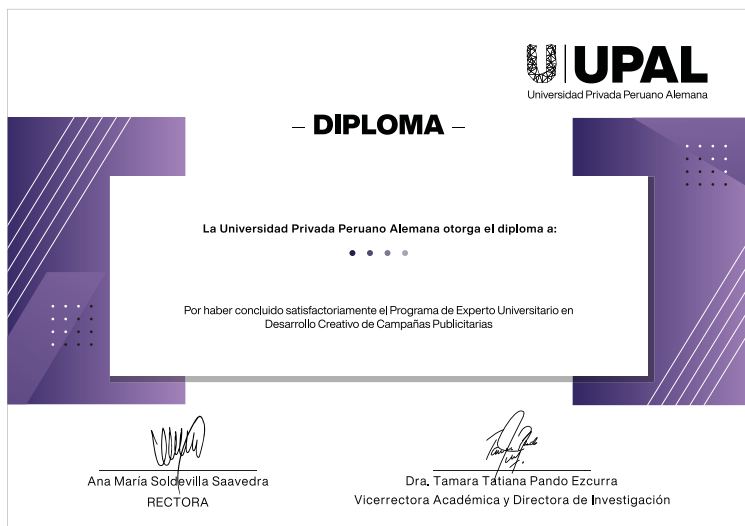 UPAL
Universidad Privada Peruano Alemana
– DIPLOMA –
La Universidad Privada Peruano Alemana otorga el diploma a:
Por haber concluido satisfactoriamente el Programa de Experto Universitario en
Desarrollo Creativo de Campañas Publicitarias
Ana María Soldevilla Saavedra
RECTORA
Dra. Tamara Tatiana Pando Ezcurra
Vicerrectora Académica y Directora de Investigación